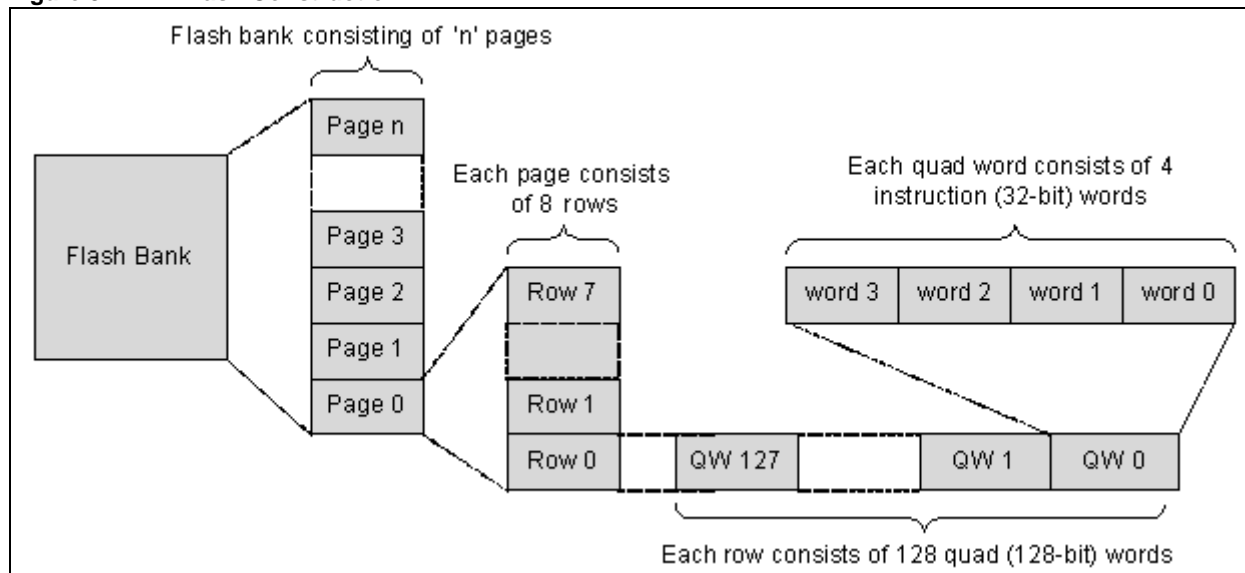 Flash bank consisting of 'n' pages
Page n
Each page consists
of 8 rows
Each quad word consists of 4
instruction (32-bit) words
Flash Bank
Page 3
Page 2
Page 1
Page 0
Row 7
Row 1
Row 0
word 3 word 2 word 1 word 0
QW 127 QW 1 QW 0
Each row consists of 128 quad (128-bit) words